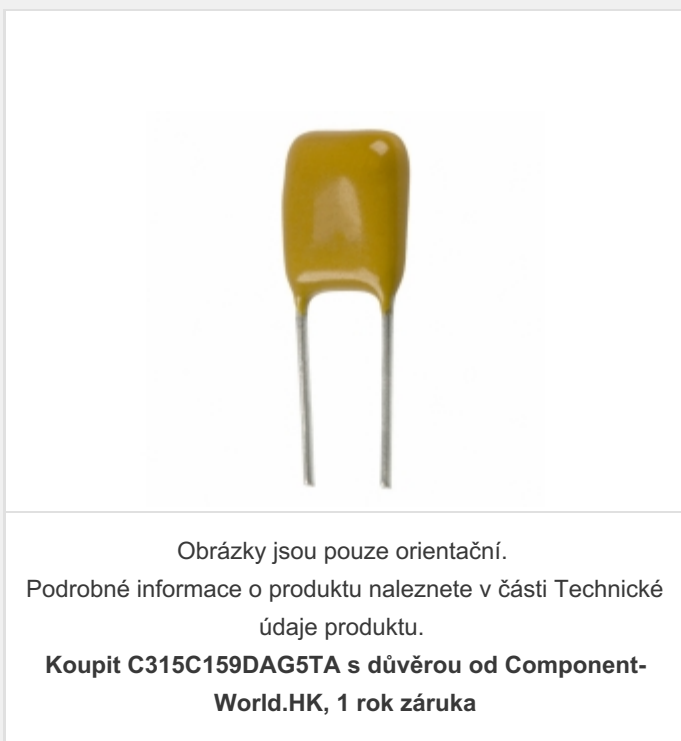 Obrázky jsou pouze orientační.
Podrobné informace o produktu naleznete v části Technické
údaje produktu.
Koupit C315C159DAG5TA s důvěrou od Component-
World.HK, 1 rok záruka